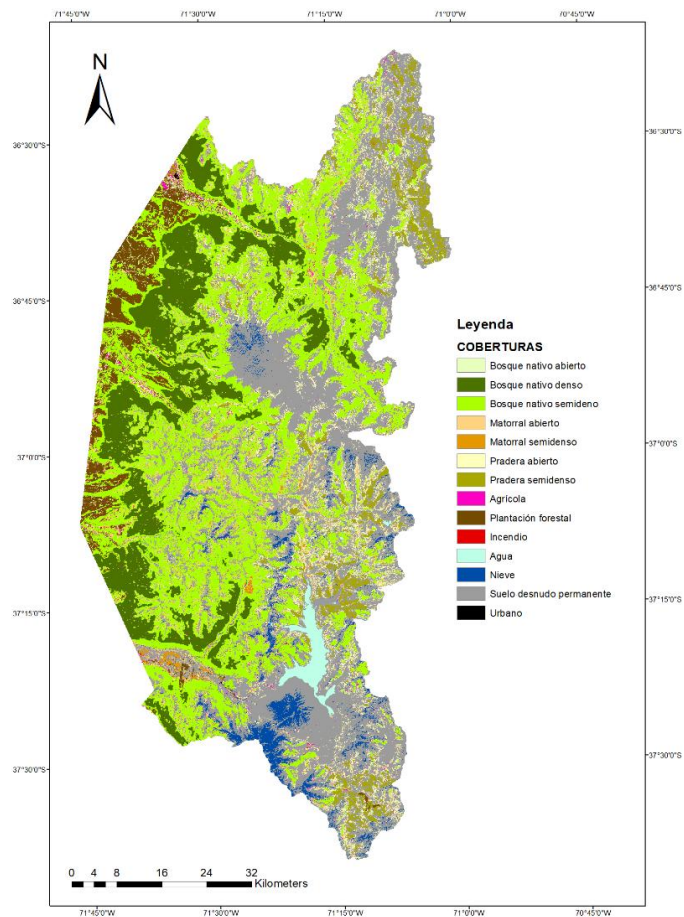 71°45'0"W 71°30'0"W 71°15'0"W 71°0'0"W 70°45'0"W
N
36°30'0"S 36°30'0"S
36°45'0"S 36°45'0"S
Leyenda
COBERTURAS
Bosque nativo abierto
Bosque nativo denso
Bosque nativo semideno
Matorral abierto
Matorral semidenso
37°0'0"S 37°0'0"S
Pradera abierto
Pradera semidenso
Agrícola
Plantación forestal
Incendio
Agua
Nieve
Suelo desnudo permanente
37°15'0"S 37°15'0"S
Urbano
37°30'0"S 37°30'0"S
0 4 8 16 24 32
Kilometers
71°45'0"W 71°30'0"W 71°15'0"W 71°0'0"W 70°45'0"W